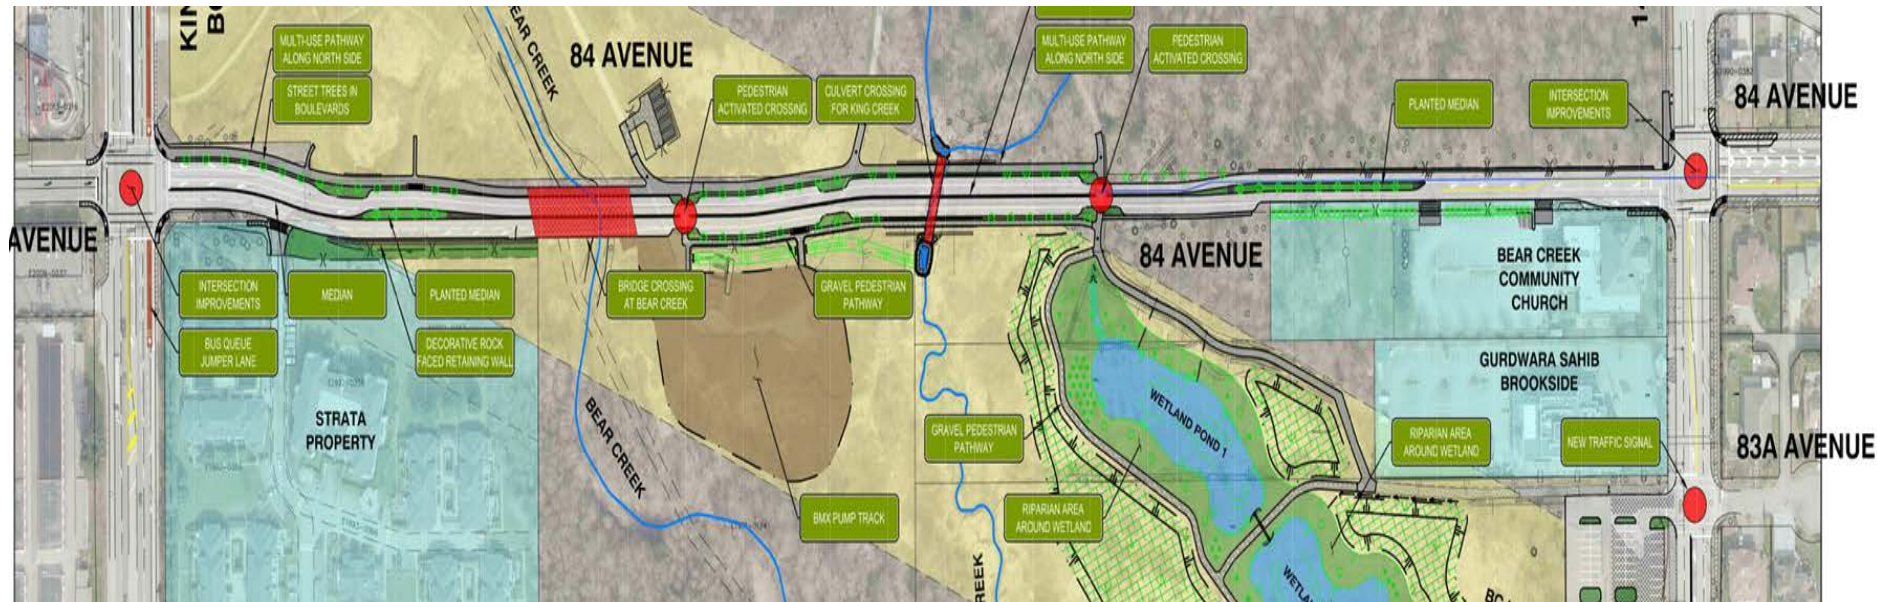 84 AVENUE
BEAR CREEK
MULTI-USE PATHWAY
ALONG NORTH SIDE
STREET TREES IN
BOULEVARDS
PEDESTRIAN
ACTIVATED CROSSING
CULVERT CROSSING
FOR KING CREEK
MULTI-USE PATHWAY
ALONG NORTH SIDE
PEDESTRIAN
ACTIVATED CROSSING
PLANTED MEDIAN
INTERSECTION
IMPROVEMENTS
84 AVENUE
AVENUE
INTERSECTION
IMPROVEMENTS
MEDIAN
PLANTED MEDIAN
BRIDGE CROSSING
AT BEAR CREEK
GRAVEL PEDESTRIAN
PATHWAY
84 AVENUE
BEAR CREEK
COMMUNITY
CHURCH
BUS QUEUE
JUMPER LANE
DECORATIVE ROCK
FACED RETAINING WALL
GURDWARA SAHIB
BROOKSIDE
STRATA
PROPERTY
BEAR CREEK
GRAVEL PEDESTRIAN
PATHWAY
WETLAND POND 1
RIPARIAN AREA
AROUND WETLAND
NEW TRAFFIC SIGNAL
83A AVENUE
BMX PUMP TRACK
RIPARIAN AREA
AROUND WETLAND